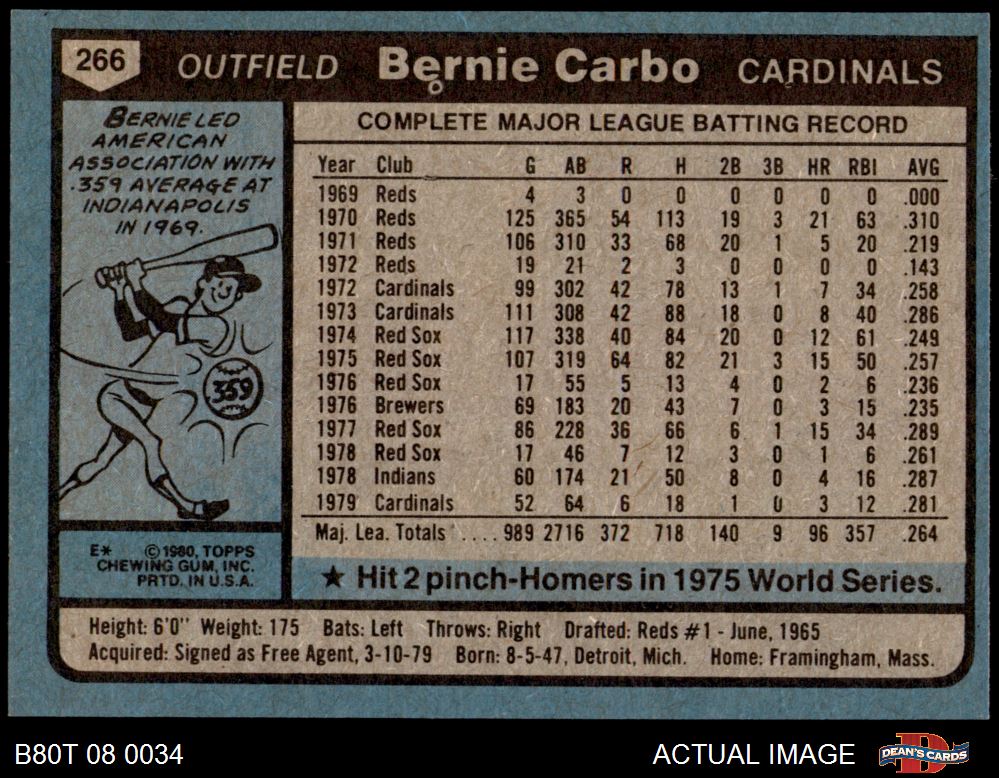 266 OUTFIELD Bernie Carbo CARDINALS
BERNIE LED
AMERICAN
ASSOCIATION WITH
.359 AVERAGE AT
INDIANAPOLIS
IN 1969.
359
E* © 1980, TOPPS
CHEWING GUM, INC.
PRTD. IN U.S.A.
COMPLETE MAJOR LEAGUE BATTING RECORD
Year Club G AB R H 2B 3B HR RBI AVG
1969 Reds 4 3 0 0 0 0 0 0 .000
1970 Reds 125 365 54 113 19 3 21 63 .310
1971 Reds 106 310 33 68 20 1 5 20 .219
1972 Reds 19 21 2 3 0 0 0 0 .143
1972 Cardinals 99 302 42 78 13 1 7 34 .258
1973 Cardinals 111 308 42 88 18 0 8 40 .286
1974 Red Sox 117 338 40 84 20 0 12 61 .249
1975 Red Sox 107 319 64 82 21 3 15 50 .257
1976 Red Sox 17 55 5 13 4 0 2 6 .236
1976 Brewers 69 183 20 43 7 0 3 15 .235
1977 Red Sox 86 228 36 66 6 1 15 34 .289
1978 Red Sox 17 46 7 12 3 0 1 6 .261
1978 Indians 60 174 21 50 8 0 4 16 .287
1979 Cardinals 52 64 6 18 1 0 3 12 .281
Maj. Lea. Totals .... 989 2716 372 718 140 9 96 357 .264
★ Hit 2 pinch-Homers in 1975 World Series.
Height: 6'0" Weight: 175 Bats: Left Throws: Right Drafted: Reds #1 - June, 1965
Acquired: Signed as Free Agent, 3-10-79 Born: 8-5-47, Detroit, Mich. Home: Framingham, Mass.
B80T 08 0034 ACTUAL IMAGE DEAN'S CARDS